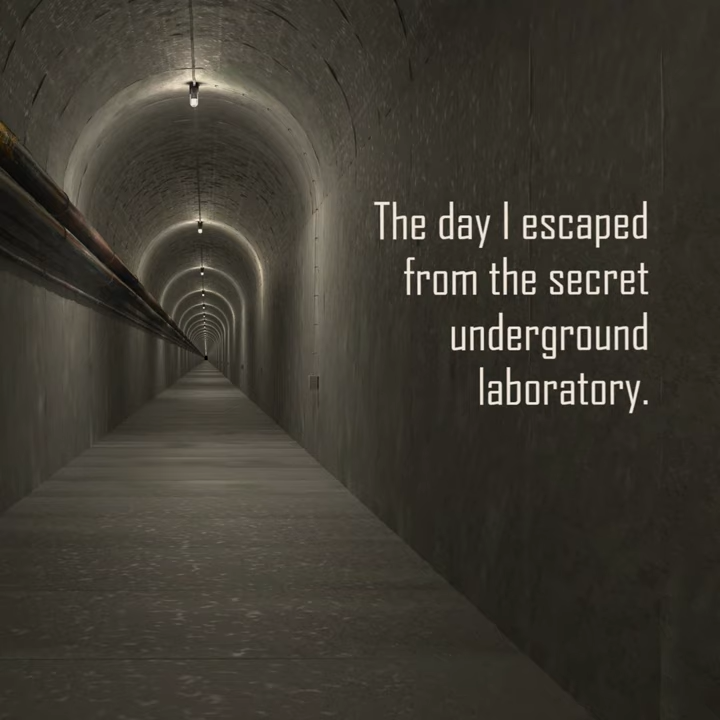 The day I escaped
from the secret
underground
laboratory.